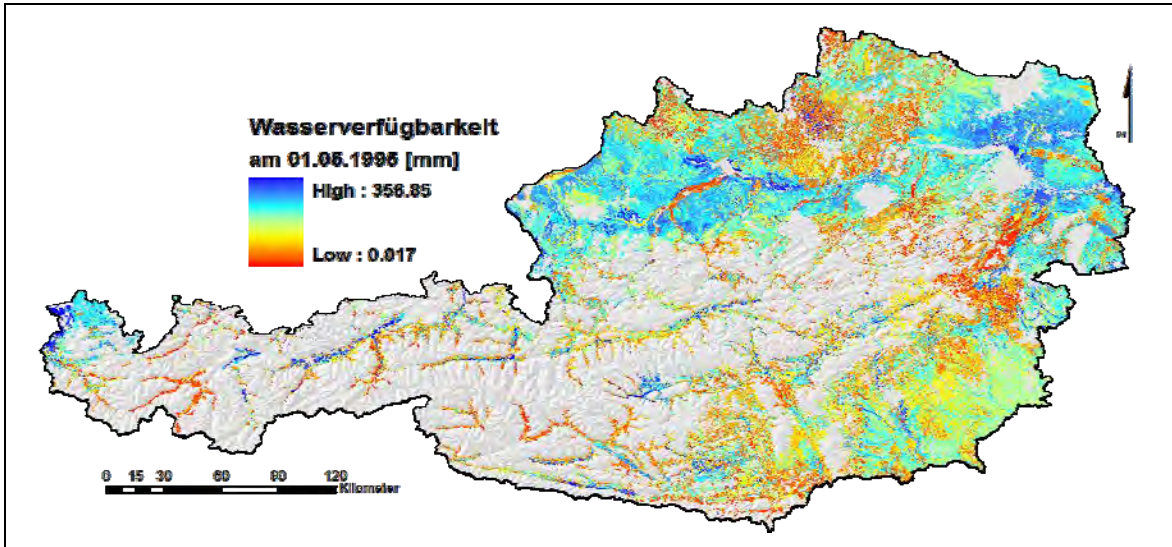 Wasserverfügbarkeit
am 01.05.1995 [mm]
High : 356.85
Low : 0.017
0 15 30 60 90 120
Kilometer